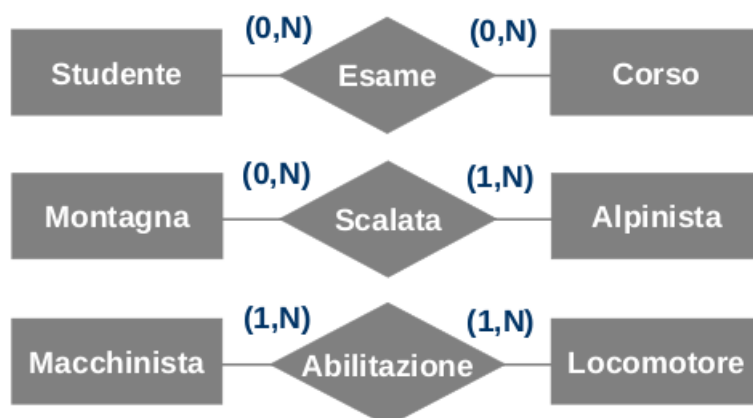 (0,N) (0,N)
Studente Esame Corso
(0,N) (1,N)
Montagna Scalata Alpinista
(1,N) (1,N)
Macchinista Abilitazione Locomotore